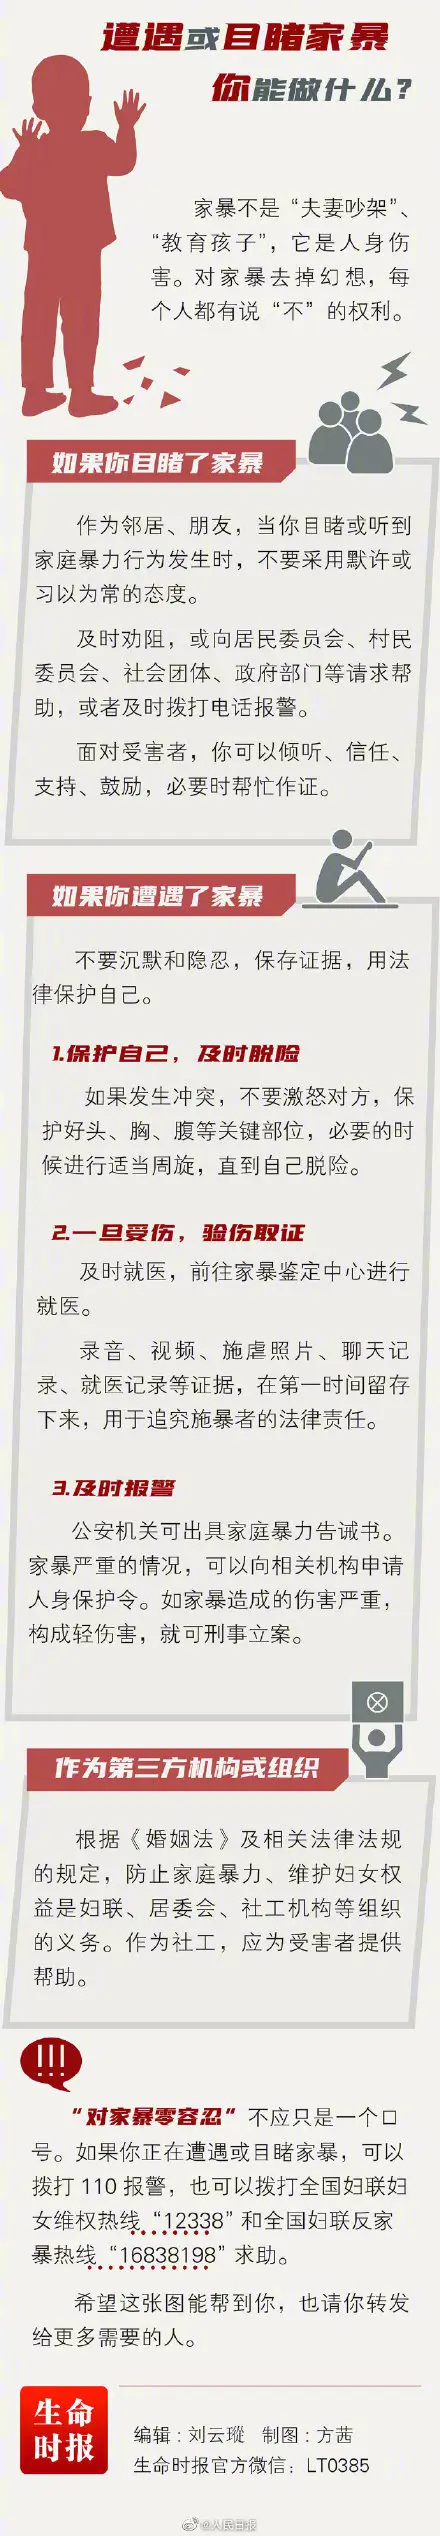 遭遇或目睹家暴
你能做什么?
家暴不是“夫妻吵架”、
“教育孩子”，它是人身伤
害。对家暴去掉幻想，每
个人都有说“不”的权利。
如果你目睹了家暴
作为邻居、朋友，当你目睹或听到
家庭暴力行为发生时，不要采用默许或
习以为常的态度。
及时劝阻，或向居民委员会、村民
委员会、社会团体、政府部门等请求帮
助，或者及时拨打电话报警。
面对受害者，你可以倾听、信任、
支持、鼓励，必要时帮忙作证。
如果你遭遇了家暴
不要沉默和隐忍，保存证据，用法
律保护自己。
1.保护自己，及时脱险
如果发生冲突，不要激怒对方，保
护好头、胸、腹等关键部位，必要的时
候进行适当周旋，直到自己脱险。
2.一旦受伤，验伤取证
及时就医，前往家暴鉴定中心进行
就医。
录音、视频、施虐照片、聊天记
录、就医记录等证据，在第一时间留存
下来，用于追究施暴者的法律责任。
3.及时报警
公安机关可出具家庭暴力告诫书。
家暴严重的情况，可以向相关机构申请
人身保护令。如家暴造成的伤害严重，
构成轻伤害，就可刑事立案。
作为第三方机构或组织
根据《婚姻法》及相关法律法规
的规定，防止家庭暴力、维护妇女权
益是妇联、居委会、社工机构等组织
的义务。作为社工，应为受害者提供
帮助。
!!!
“对家暴零容忍”不应只是一个口
号。如果你正在遭遇或目睹家暴，可以
拨打 110 报警，也可以拨打全国妇联妇
女维权热线“12338”和全国妇联反家
暴热线“16838198”求助。
希望这张图能帮到你，也请你转发
给更多需要的人。
生命
时报
编辑：刘云瑽 制图：方茜
生命时报官方微信：LT0385
@人民日报